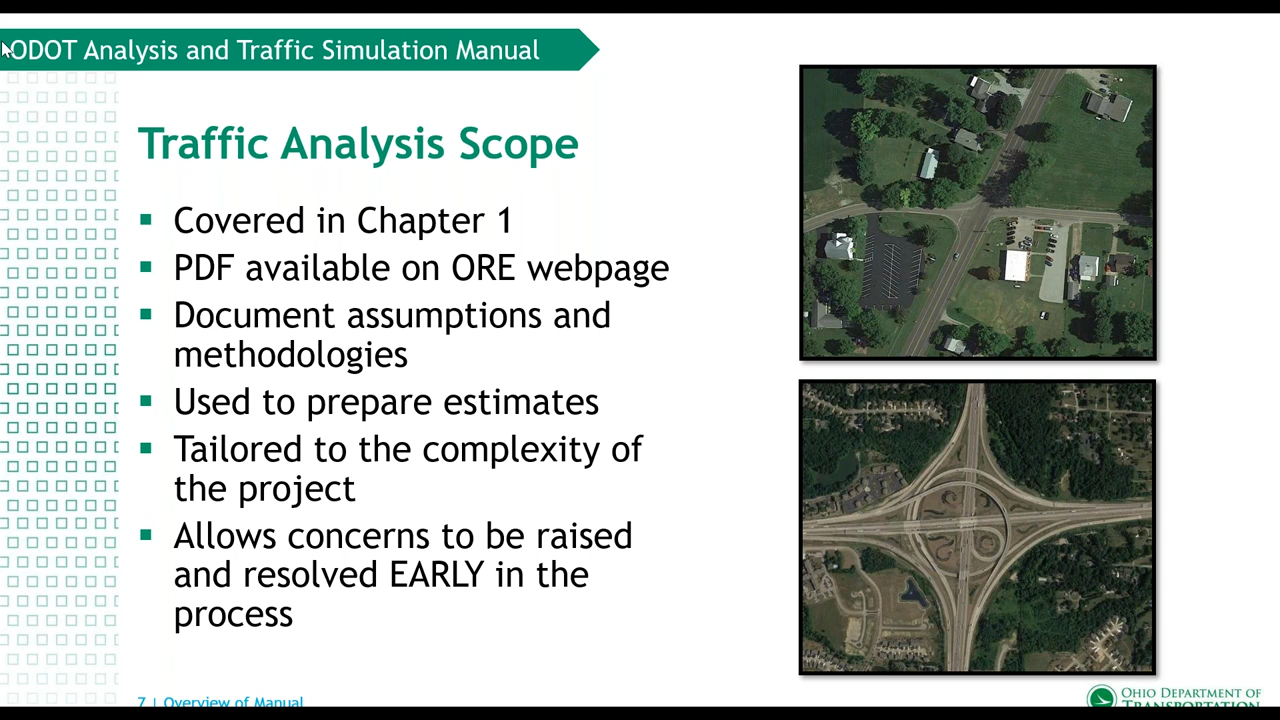 ODOT Analysis and Traffic Simulation Manual
Traffic Analysis Scope
▪ Covered in Chapter 1
▪ PDF available on ORE webpage
▪ Document assumptions and
methodologies
▪ Used to prepare estimates
▪ Tailored to the complexity of
the project
▪ Allows concerns to be raised
and resolved EARLY in the
process
7 | Overview of Manual
OHIO DEPARTMENT OF
TRANSPORTATION